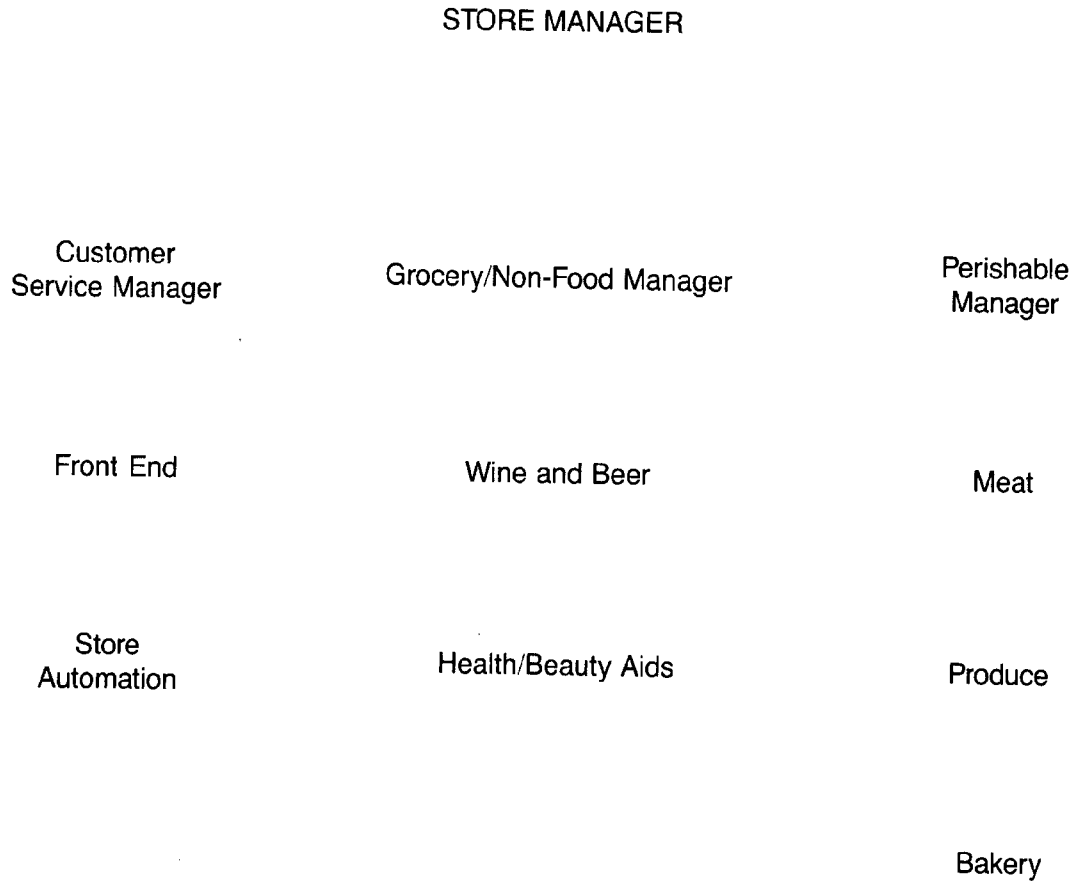 STORE MANAGER
Customer
Service Manager
Grocery/Non-Food Manager
Perishable
Manager
Front End
Wine and Beer
Meat
Store
Automation
Health/Beauty Aids
Produce
Bakery